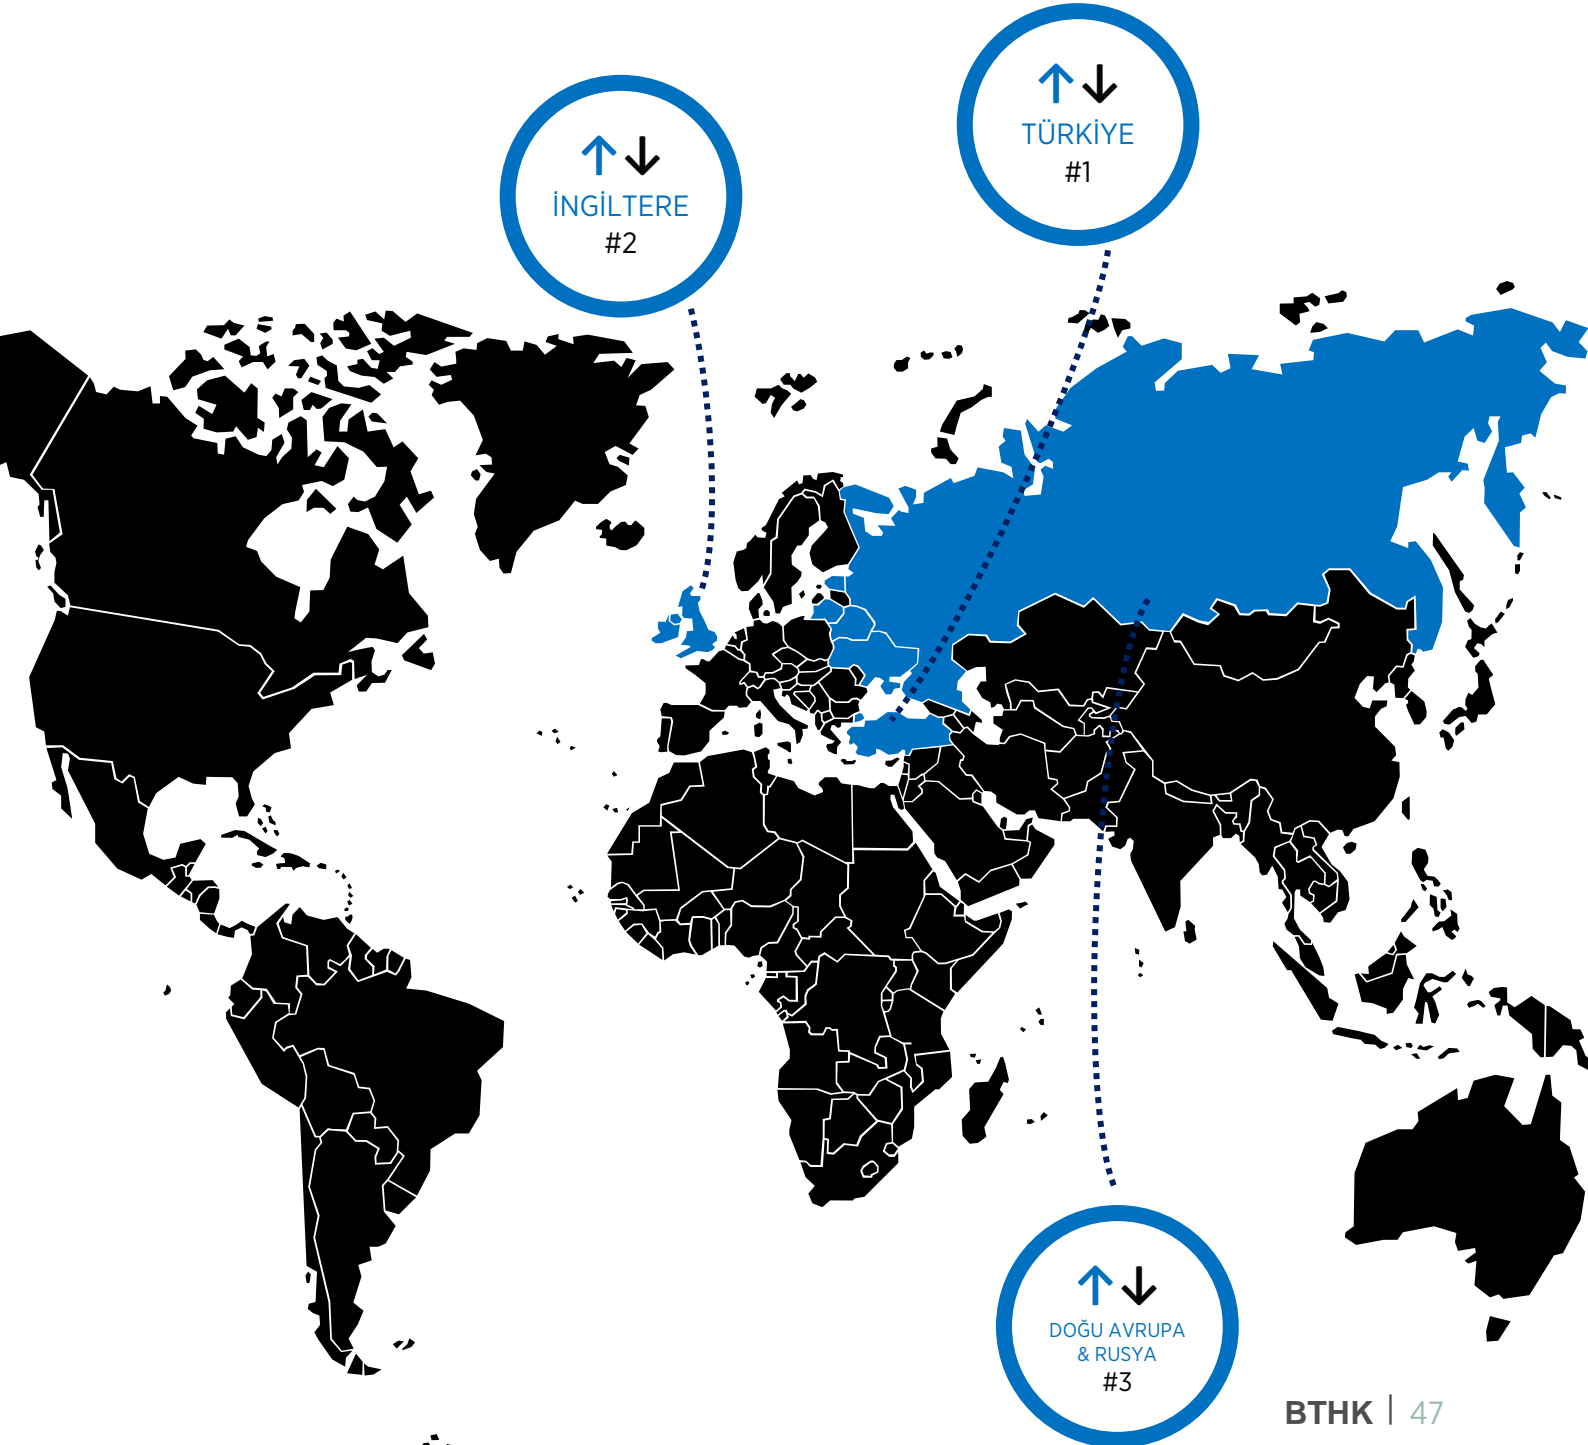 TÜRKİYE
#1
İNGİLTERE
#2
DOĞU AVRUPA
& RUSYA
#3
BTHK | 47